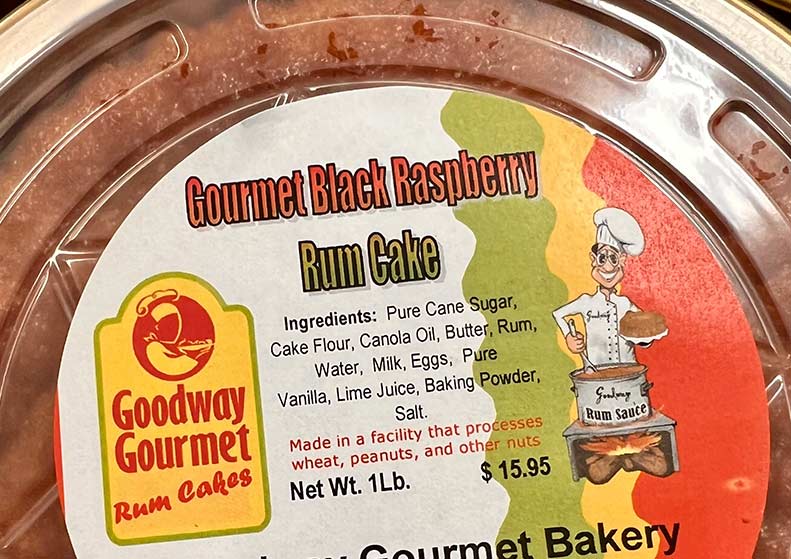 Gourmet Black Raspberry
Rum Cake
Ingredients: Pure Cane Sugar,
Cake Flour, Canola Oil, Butter, Rum,
Water, Milk, Eggs, Pure
Vanilla, Lime Juice, Baking Powder,
Salt.
Made in a facility that processes
wheat, peanuts, and other nuts
Net Wt. 1Lb.
$ 15.95
Goodway
Gourmet
Rum Cakes
Goodway
Goodway
Rum Sauce
Gourmet Bakery